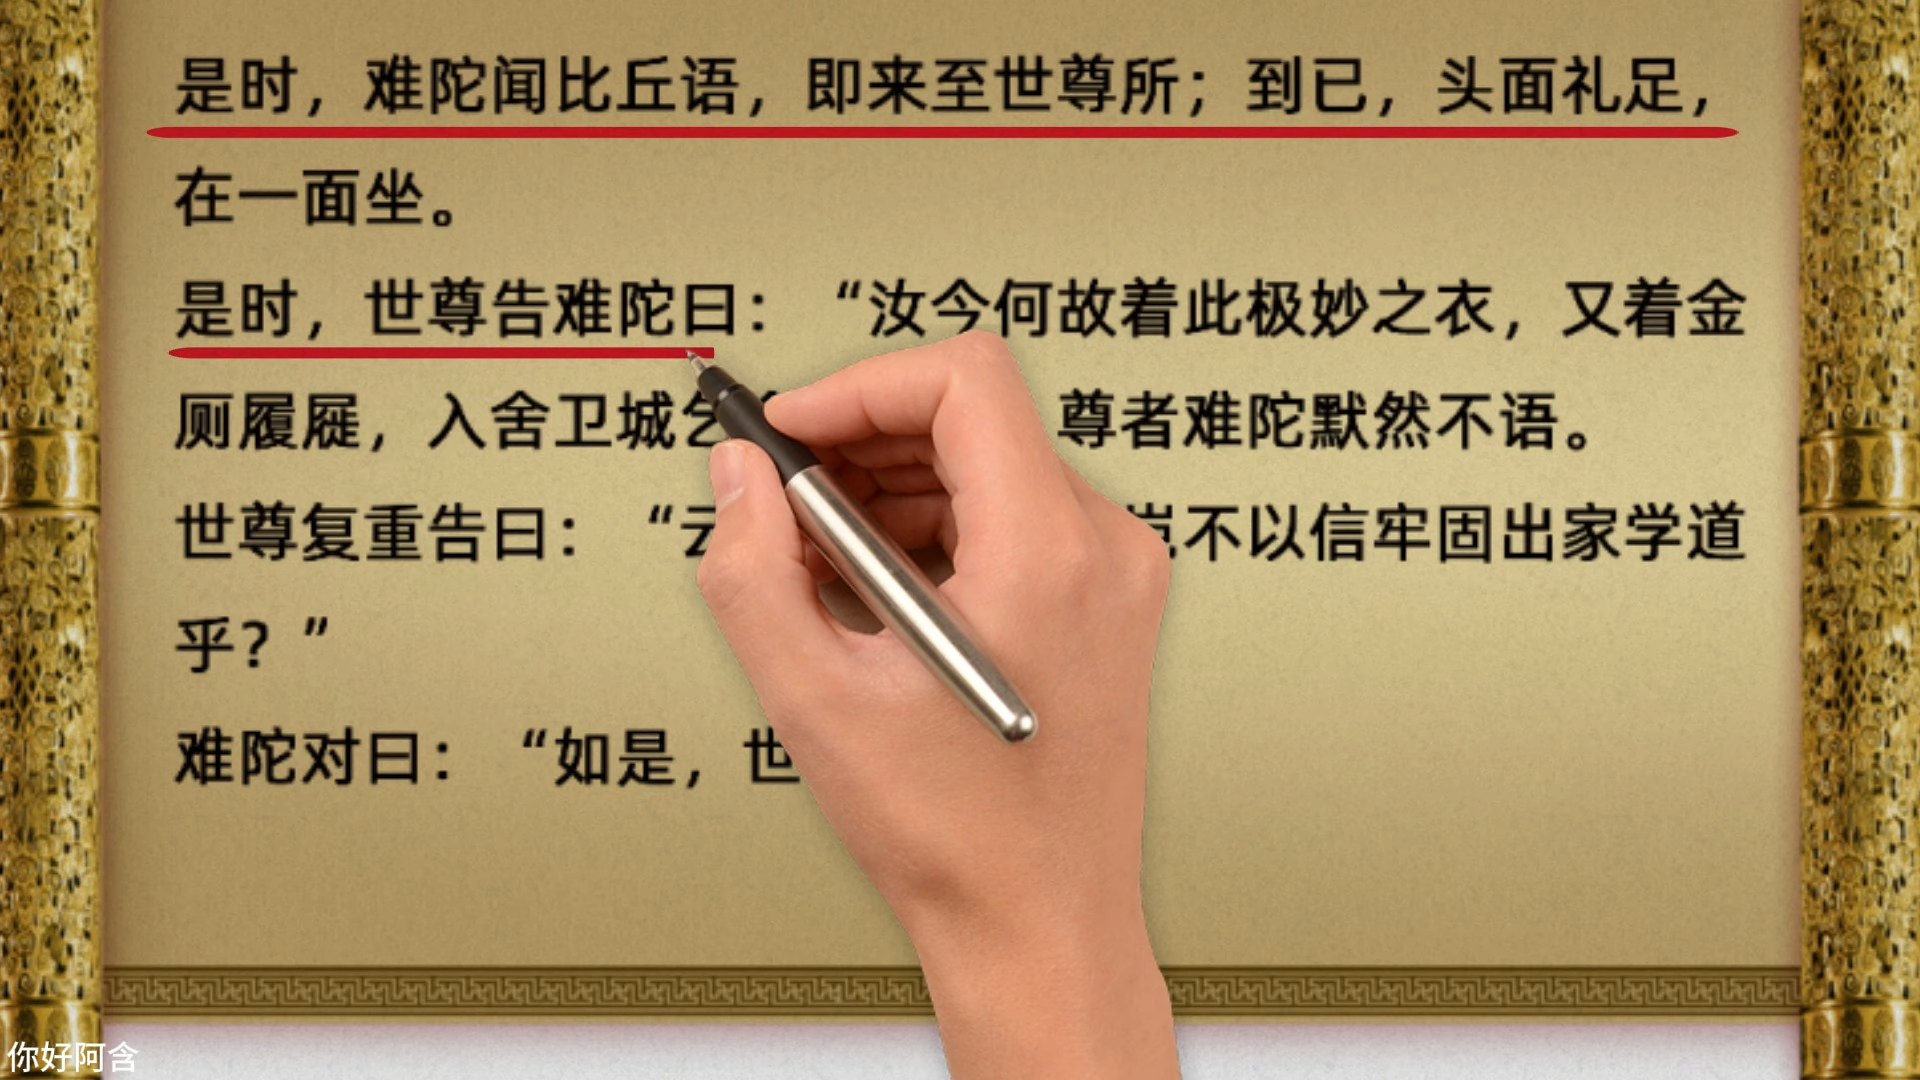 是时，难陀闻比丘语，即来至世尊所；到已，头面礼足，
在一面坐。
是时，世尊告难陀曰：“汝今何故着此极妙之衣，又着金
厕履屣，入舍卫城乞 尊者难陀默然不语。
世尊复重告曰：“云 岂不以信牢固出家学道
乎？”
难陀对曰：“如是，世
你好阿含